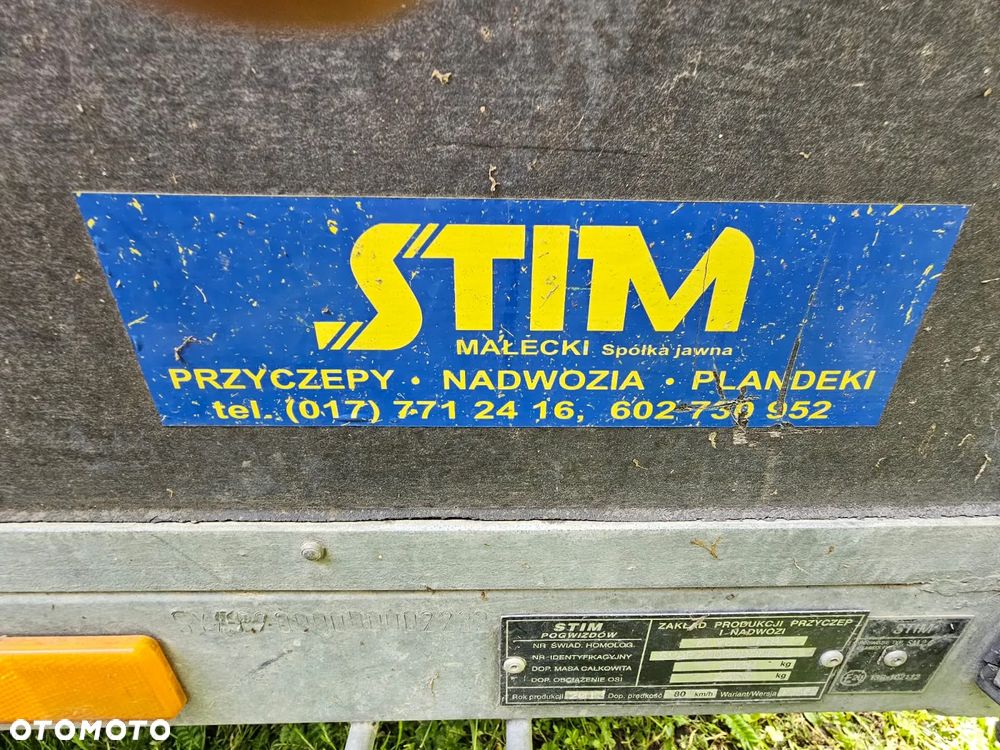 STIM
MAŁECKI Spółka jawna
PRZYCZEPY • NADWOZIA • PLANDEKI
tel. (017) 771 24 16, 602 730 952
STIM
POGWIZDÓW
ZAKŁAD PRODUKCJI PRZYCZEP
I NADWOZI
NR ŚWIAD. HOMOLOG.
NR IDENTYFIKACYJNY
DOP. MASA CAŁKOWITA kg
DOP. OBCIĄŻENIE OSI kg
Rok produkcji Dop. prędkość 80 km/h Wariant/Wersja
STIM
E20
OTOMOTO